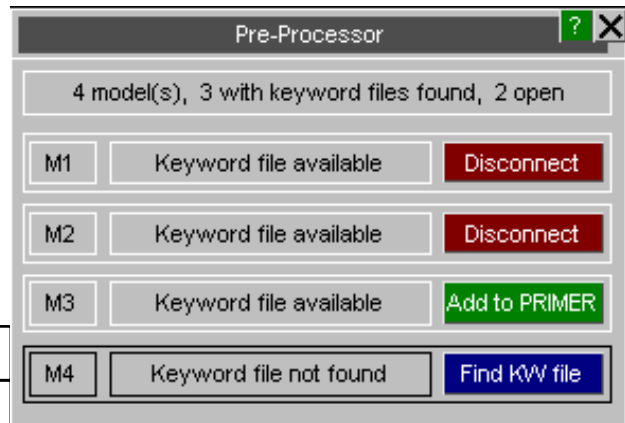 Pre-Processor ? X
4 model(s), 3 with keyword files found, 2 open
M1 Keyword file available Disconnect
M2 Keyword file available Disconnect
M3 Keyword file available Add to PRIMER
M4 Keyword file not found Find KW file